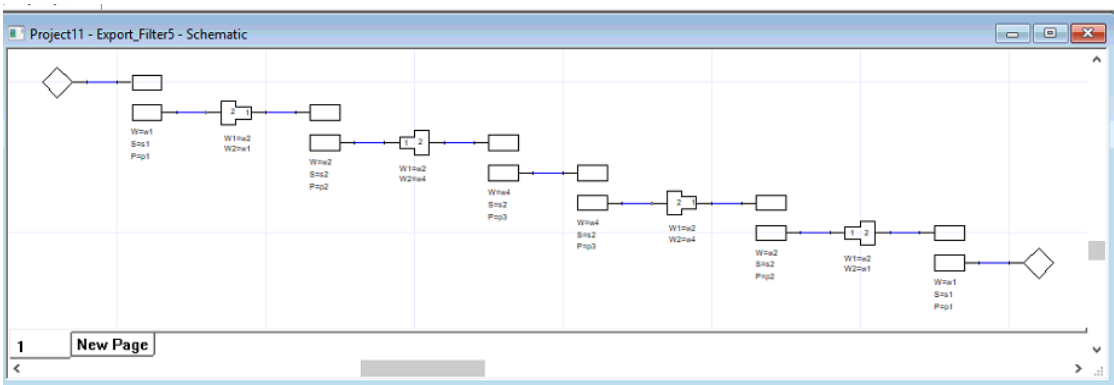 Project11 - Export_Filter5 - Schematic
W=w1
S=s1
P=p1
2 1
W1=w2
W2=w1
W=w2
S=s2
P=p2
1 2
W1=w2
W2=w4
W=w4
S=s2
P=p3
W=w4
S=s2
P=p3
2 1
W1=w2
W2=w4
W=w2
S=s2
P=p2
1 2
W1=w2
W2=w1
W=w1
S=s1
P=p1
1
New Page